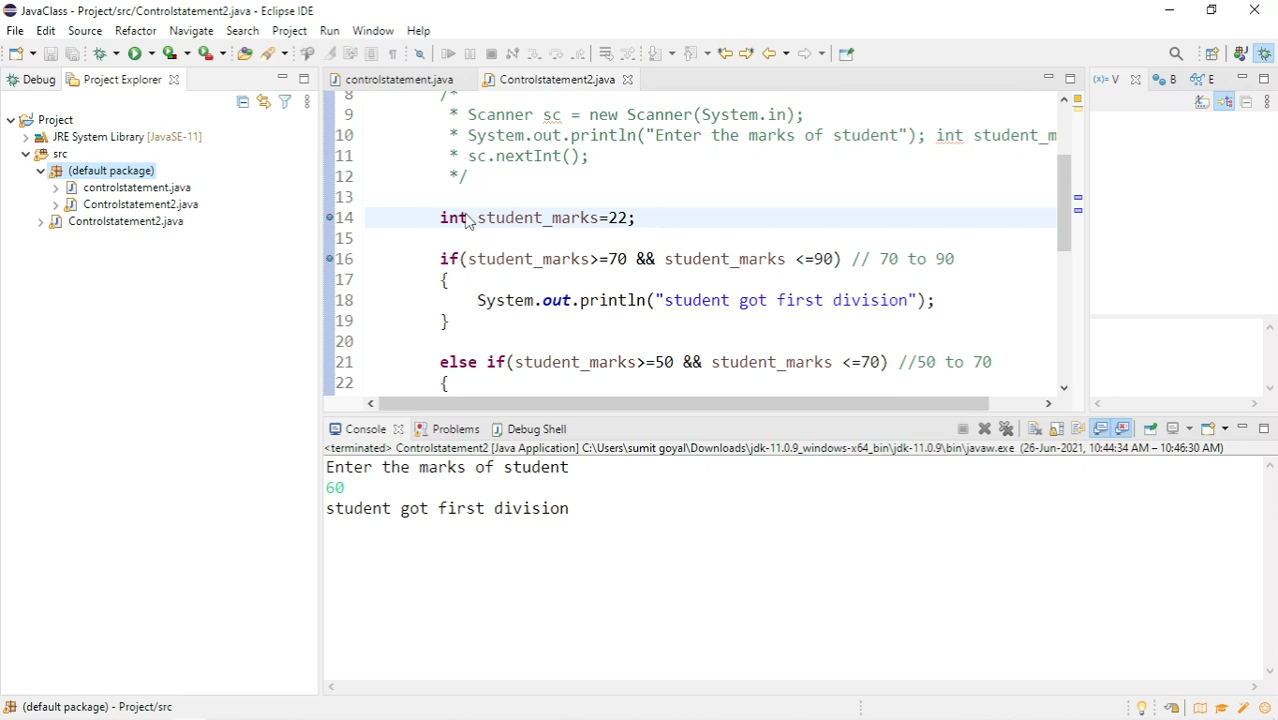 JavaClass - Project/src/Controlstatement2.java - Eclipse IDE
File Edit Source Refactor Navigate Search Project Run Window Help
Debug Project Explorer controlstatement.java Controlstatement2.java (x)= V B E
Project
JRE System Library [JavaSE-11]
src
(default package)
controlstatement.java
Controlstatement2.java
Controlstatement2.java
8 /*
9 * Scanner sc = new Scanner(System.in);
10 * System.out.println("Enter the marks of student"); int student_m
11 * sc.nextInt();
12 */
13
14 int student_marks=22;
15
16 if(student_marks>=70 && student_marks <=90) // 70 to 90
17 {
18 System.out.println("student got first division");
19 }
20
21 else if(student_marks>=50 && student_marks <=70) //50 to 70
22 {
Console Problems Debug Shell
<terminated> Controlstatement2 [Java Application] C:\Users\sumit goyal\Downloads\jdk-11.0.9_windows-x64_bin\jdk-11.0.9\bin\javaw.exe (26-Jun-2021, 10:44:34 AM – 10:46:30 AM)
Enter the marks of student
60
student got first division
(default package) - Project/src